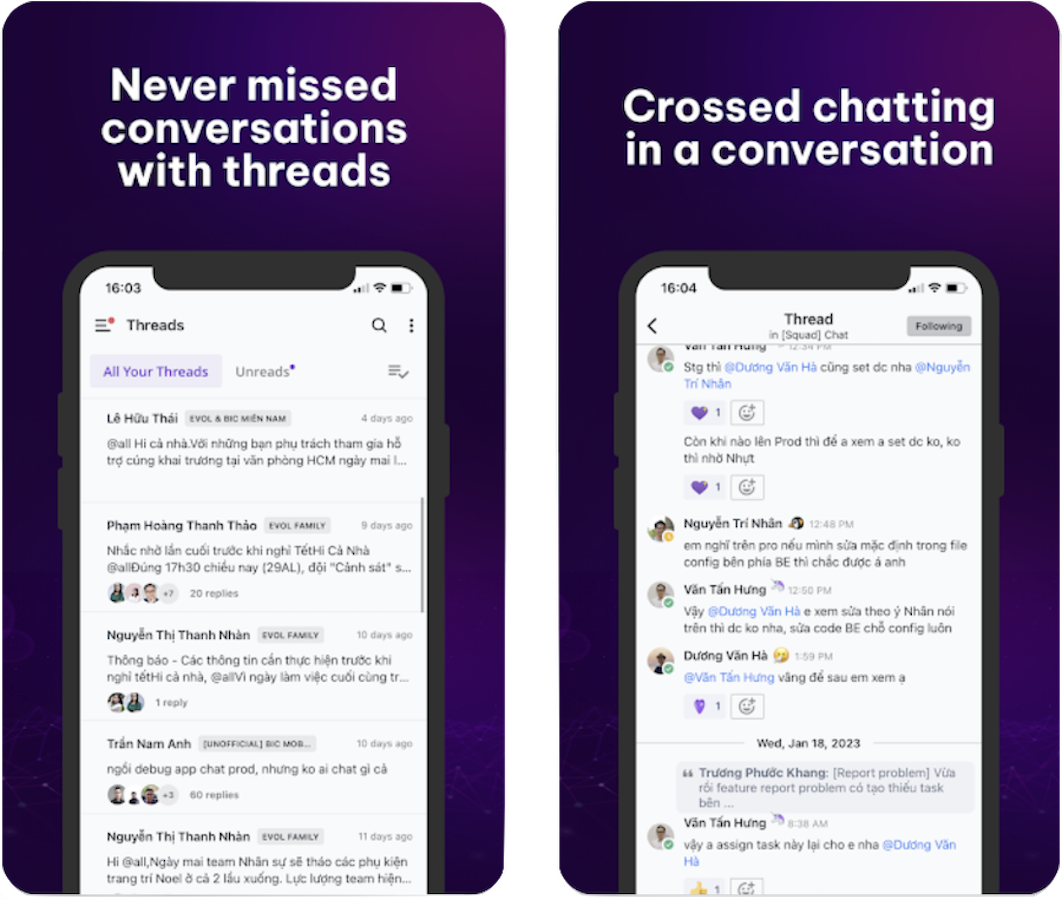 Never missed
conversations
with threads
16:03
Threads
All Your Threads
Unreads
Lê Hữu Thái EVOL & BIC MIỀN NAM 4 days ago
@all Hi cả nhà.Với những bạn phụ trách tham gia hỗ
trợ cúng khai trương tại văn phòng HCM ngày mai l...
Phạm Hoàng Thanh Thảo EVOL FAMILY 9 days ago
Nhắc nhở lần cuối trước khi nghỉ TếtHi Cả Nhà
@allĐúng 17h30 chiều nay (29AL), đội "Cảnh sát" s...
+7 20 replies
Nguyễn Thị Thanh Nhàn EVOL FAMILY 10 days ago
Thông báo - Các thông tin cần thực hiện trước khi
nghỉ tếtHi cả nhà, @allVì ngày làm việc cuối cùng tr...
1 reply
Trần Nam Anh [UNOFFICIAL] BIC MOB... 10 days ago
ngồi debug app chat prod, nhưng ko ai chat gì cả
+3 60 replies
Nguyễn Thị Thanh Nhàn EVOL FAMILY 11 days ago
Hi @all,Ngày mai team Nhân sự sẽ tháo các phụ kiện
trang trí Noel ở cả 2 lầu xuống. Lực lượng team hiện...
Crossed chatting
in a conversation
16:04
Thread
in [Squad] Chat
Following
Văn Tấn Hưng 12:34 PM
Stg thì @Dương Văn Hà cũng set dc nha @Nguyễn
Trí Nhân
1
Còn khi nào lên Prod thì để a xem a set dc ko, ko
thì nhờ Nhựt
1
Nguyễn Trí Nhân 12:48 PM
em nghĩ trên pro nếu mình sửa mặc định trong file
config bên phía BE thì chắc được á anh
Văn Tấn Hưng 12:50 PM
Vậy @Dương Văn Hà e xem sửa theo ý Nhân nói
trên thì dc ko nha, sửa code BE chỗ config luôn
Dương Văn Hà 1:59 PM
@Văn Tấn Hưng vâng để sau em xem ạ
1
Wed, Jan 18, 2023
Trương Phước Khang: [Report problem] Vừa
rồi feature report problem có tạo thiếu task
bên ...
Văn Tấn Hưng 8:38 AM
vậy a assign task này lại cho e nha @Dương Văn
Hà
1